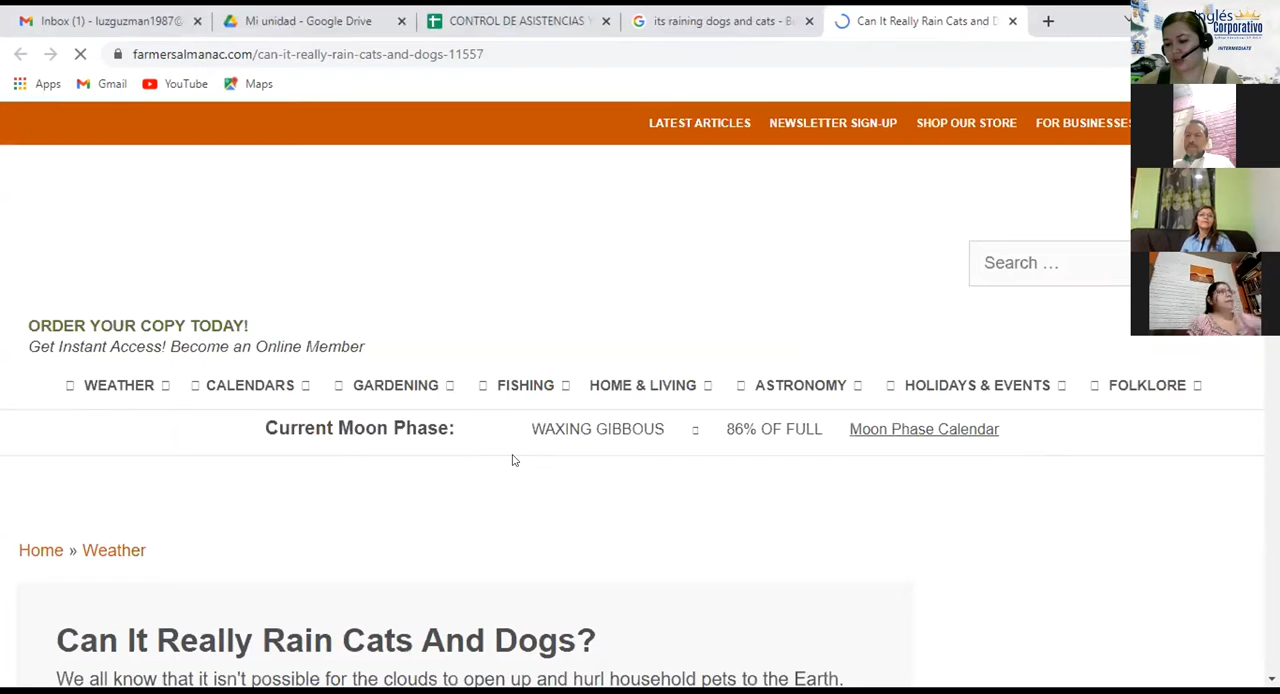 Inbox (1) - luzguzman1987@
Mi unidad - Google Drive
CONTROL DE ASISTENCIAS Y
its raining dogs and cats - B
Can It Really Rain Cats and D
farmersalmanac.com/can-it-really-rain-cats-and-dogs-11557
Apps Gmail YouTube Maps
Inglés
Corporativo
INTERMEDIATE
LATEST ARTICLES NEWSLETTER SIGN-UP SHOP OUR STORE FOR BUSINESSES
Search …
ORDER YOUR COPY TODAY!
Get Instant Access! Become an Online Member
WEATHER CALENDARS GARDENING FISHING HOME & LIVING ASTRONOMY HOLIDAYS & EVENTS FOLKLORE
Current Moon Phase: WAXING GIBBOUS 86% OF FULL Moon Phase Calendar
Home » Weather
Can It Really Rain Cats And Dogs?
We all know that it isn't possible for the clouds to open up and hurl household pets to the Earth.